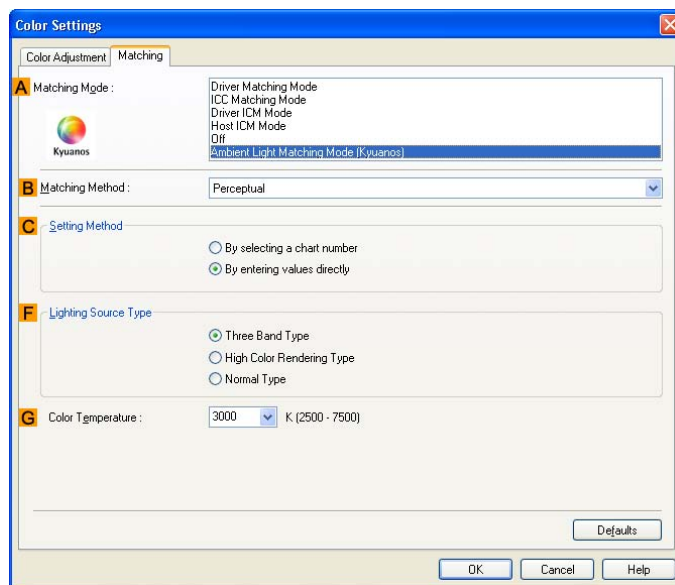 Color Settings
Color Adjustment Matching
A Matching Mode :
Driver Matching Mode
ICC Matching Mode
Driver ICM Mode
Host ICM Mode
Off
Ambient Light Matching Mode (Kyuanos)
Kyuanos
B Matching Method : Perceptual
C Setting Method
By selecting a chart number
By entering values directly
F Lighting Source Type
Three Band Type
High Color Rendering Type
Normal Type
G Color Temperature : 3000 K (2500 - 7500)
Defaults
OK Cancel Help